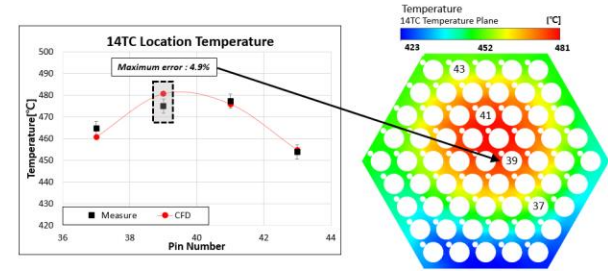 14TC Location Temperature
Maximum error : 4.9%
Temperature[℃]
500
490
480
470
460
450
440
430
420
Measure
CFD
36
38
40
42
44
Pin Number
Temperature
14TC Temperature Plane
[℃]
423
452
481
43
41
39
37